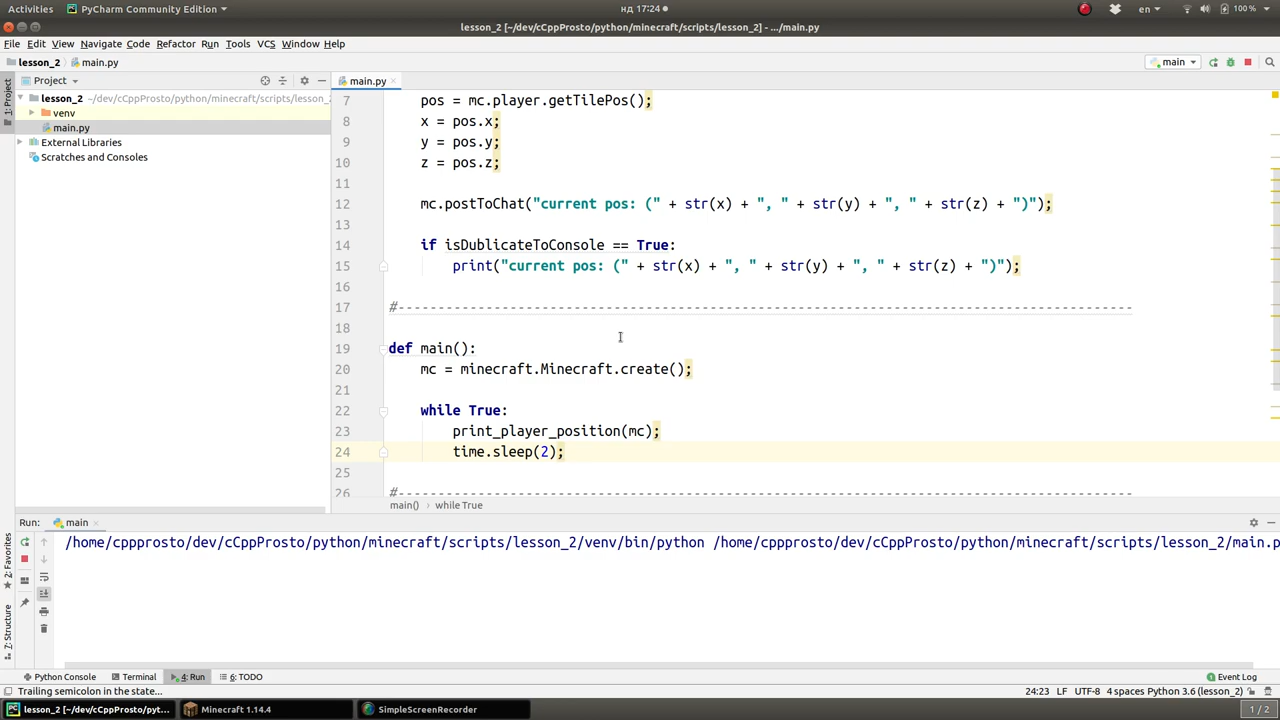 Activities PyCharm Community Edition нд 17:24 en 100 %
lesson_2 [~/dev/cCppProsto/python/minecraft/scripts/lesson_2] - .../main.py
File Edit View Navigate Code Refactor Run Tools VCS Window Help
lesson_2 main.py main
1: Project
Project
main.py
lesson_2 ~/dev/cCppProsto/python/minecraft/scripts/lesson_2
venv
main.py
External Libraries
Scratches and Consoles
7 pos = mc.player.getTilePos();
8 x = pos.x;
9 y = pos.y;
10 z = pos.z;
11
12 mc.postToChat("current pos: (" + str(x) + ", " + str(y) + ", " + str(z) + ")");
13
14 if isDublicateToConsole == True:
15 print("current pos: (" + str(x) + ", " + str(y) + ", " + str(z) + ")");
16
17 #--------------------------------------------------------------------------------------------
18
19 def main():
20 mc = minecraft.Minecraft.create();
21
22 while True:
23 print_player_position(mc);
24 time.sleep(2);
25
26 #--------------------------------------------------------------------------------------------
main() while True
Run: main
/home/cppprosto/dev/cCppProsto/python/minecraft/scripts/lesson_2/venv/bin/python /home/cppprosto/dev/cCppProsto/python/minecraft/scripts/lesson_2/main.p
2: Favorites
7: Structure
Python Console Terminal 4: Run 6: TODO Event Log
Trailing semicolon in the state... 24:23 LF UTF-8 4 spaces Python 3.6 (lesson_2)
lesson_2 [~/dev/cCppProsto/pyt... Minecraft 1.14.4 SimpleScreenRecorder 1 / 2